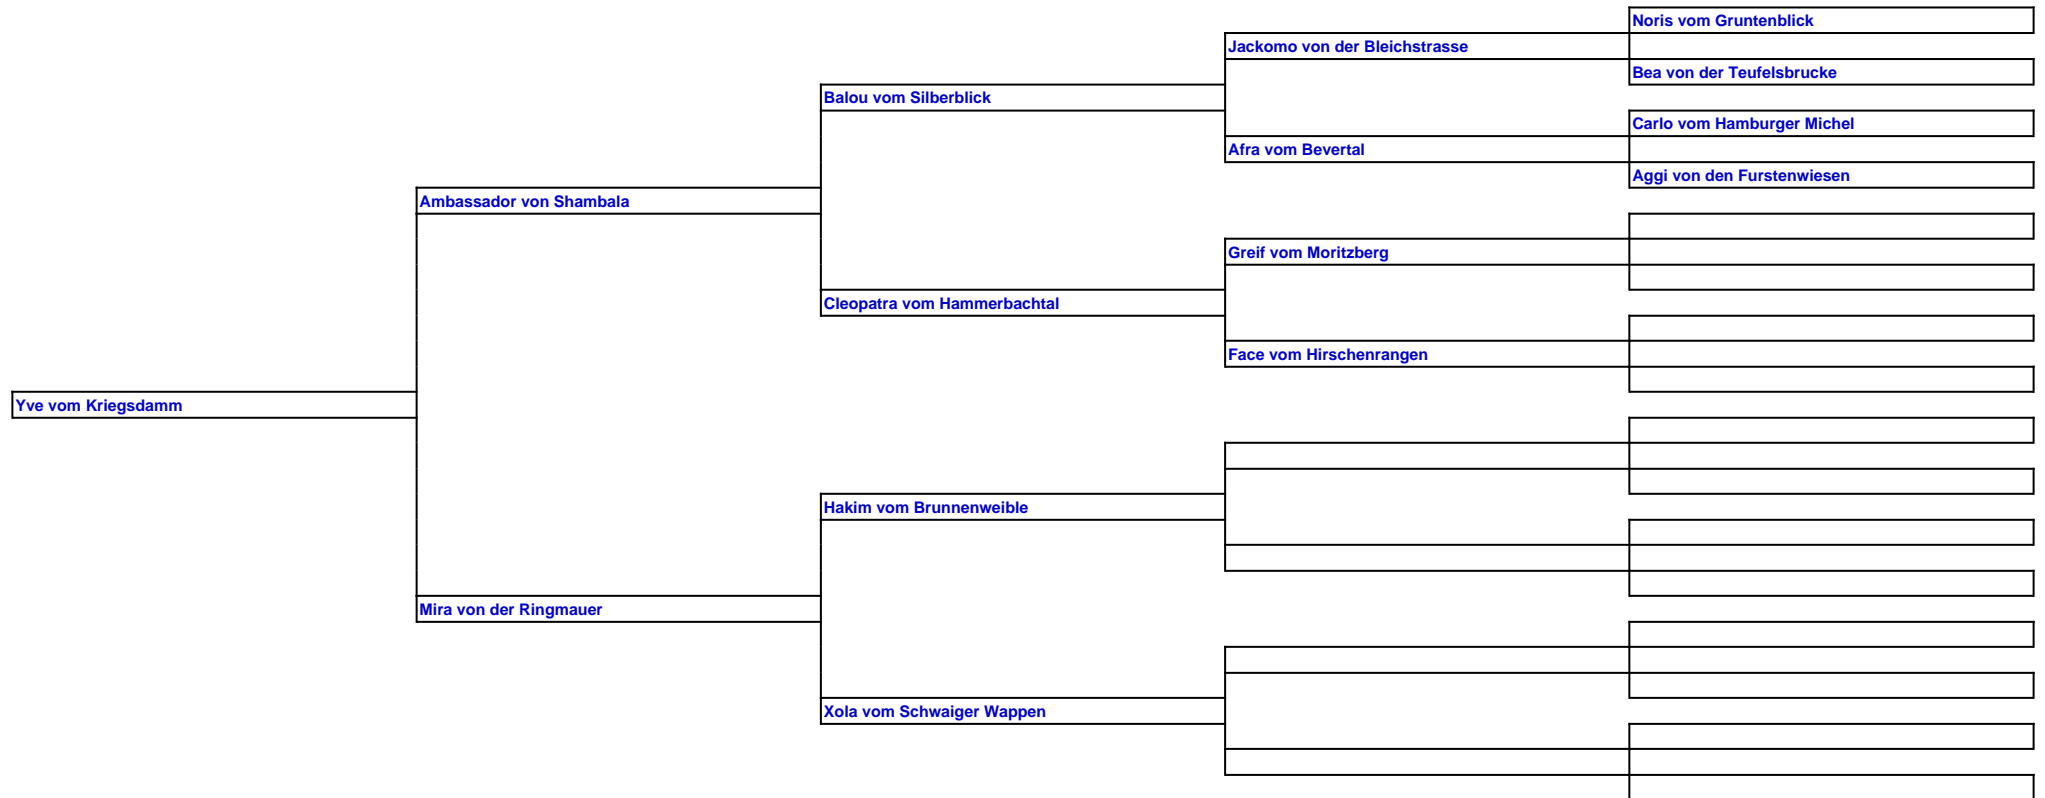 Noris vom Gruntenblick
Jackomo von der Bleichstrasse
Bea von der Teufelsbrucke
Balou vom Silberblick
Carlo vom Hamburger Michel
Afra vom Bevertal
Aggi von den Furstenwiesen
Ambassador von Shambala
Greif vom Moritzberg
Cleopatra vom Hammerbachtal
Face vom Hirschenrangen
Yve vom Kriegsdamm
Hakim vom Brunnenweible
Mira von der Ringmauer
Xola vom Schwaiger Wappen